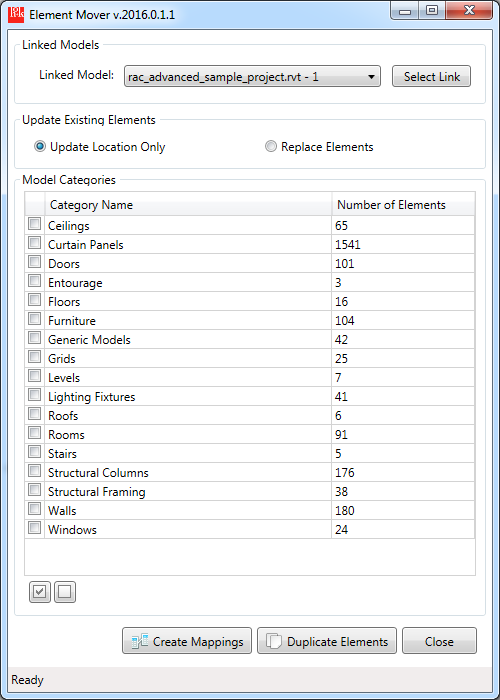 Element Mover v.2016.0.1.1
Linked Models
Linked Model: rac_advanced_sample_project.rvt - 1 Select Link
Update Existing Elements
Update Location Only Replace Elements
Model Categories
Category Name Number of Elements
Ceilings 65
Curtain Panels 1541
Doors 101
Entourage 3
Floors 16
Furniture 104
Generic Models 42
Grids 25
Levels 7
Lighting Fixtures 41
Roofs 6
Rooms 91
Stairs 5
Structural Columns 176
Structural Framing 38
Walls 180
Windows 24
Create Mappings Duplicate Elements Close
Ready